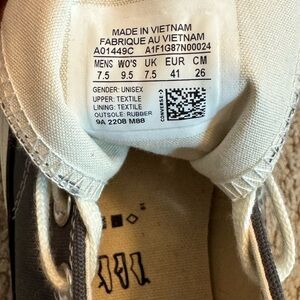 MADE IN VIETNAM
FABRIQUE AU VIETNAM
A01449C A1F1G87N00024
MENS WO'S UK EUR CM
7.5 9.5 7.5 41 26
GENDER: UNISEX
UPPER: TEXTILE
LINING: TEXTILE
OUTSOLE: RUBBER
9A 2208 M88
CONVERSE